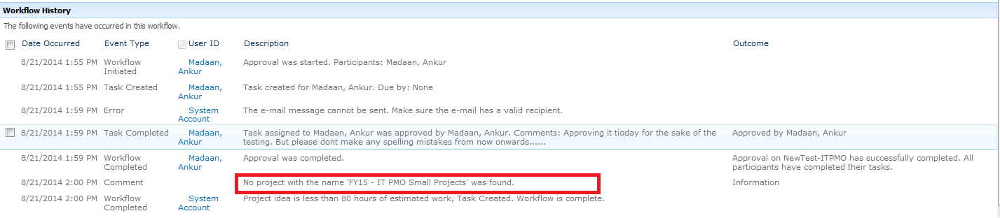 Workflow History
The following events have occurred in this workflow.
Date Occurred Event Type User ID Description Outcome
8/21/2014 1:55 PM Workflow Initiated Madaan, Ankur Approval was started. Participants: Madaan, Ankur
8/21/2014 1:55 PM Task Created Madaan, Ankur Task created for Madaan, Ankur. Due by: None
8/21/2014 1:59 PM Error System Account The e-mail message cannot be sent. Make sure the e-mail has a valid recipient.
8/21/2014 1:59 PM Task Completed Madaan, Ankur Task assigned to Madaan, Ankur was approved by Madaan, Ankur. Comments: Approving it tioday for the sake of the testing. But please dont make any spelling mistakes from now onwards...... Approved by Madaan, Ankur
8/21/2014 1:59 PM Workflow Completed Madaan, Ankur Approval was completed. Approval on NewTest-ITPMO has successfully completed. All participants have completed their tasks.
8/21/2014 2:00 PM Comment No project with the name 'FY15 - IT PMO Small Projects' was found. Information
8/21/2014 2:00 PM Workflow Completed System Account Project idea is less than 80 hours of estimated work, Task Created. Workflow is complete.